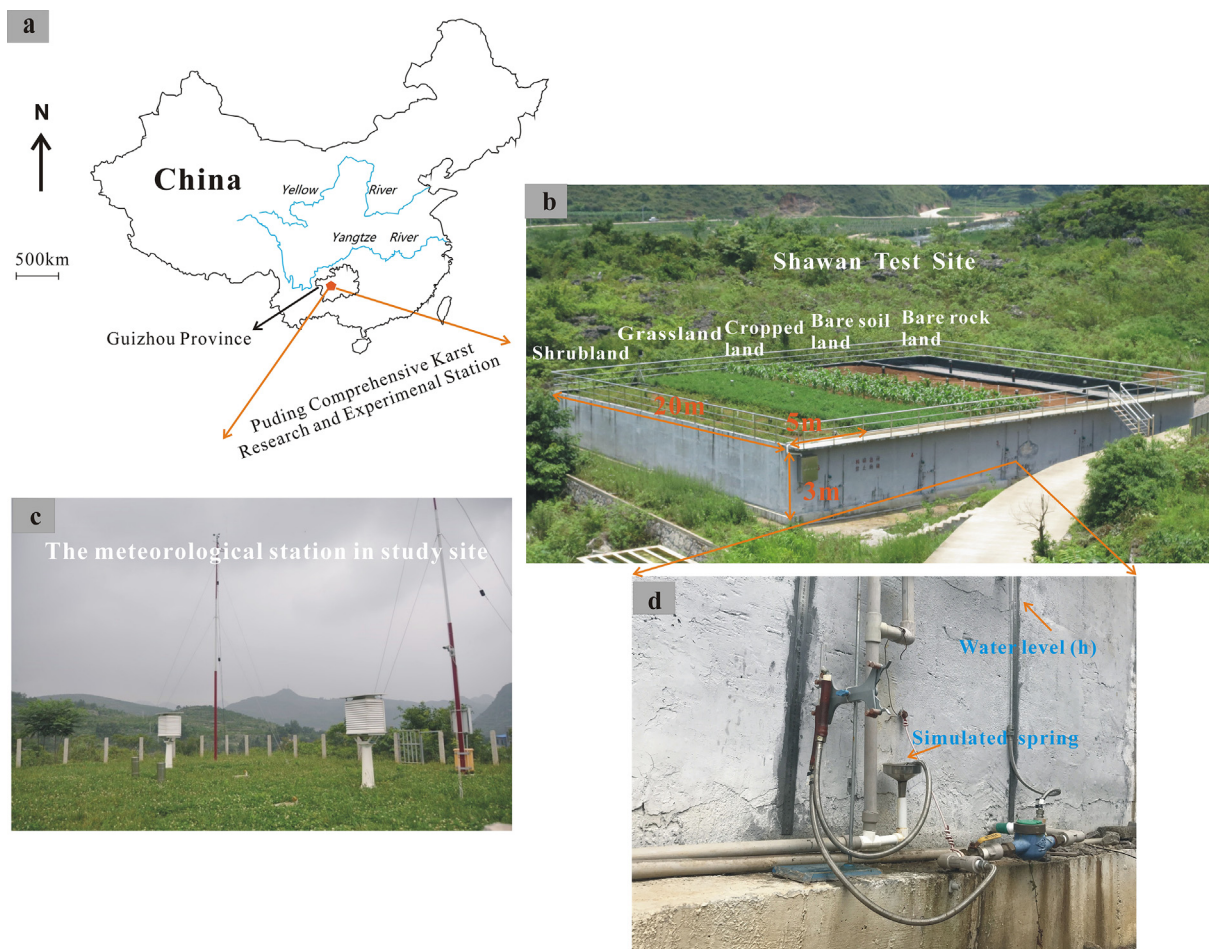 a
N
China
Yellow River
Yangtze River
500km
Guizhou Province
Puding Comprehensive Karst
Research and Experimenal Station
b
Shawan Test Site
Shrubland
Grassland
Cropped
land
Bare soil
land
Bare rock
land
20m
5m
3m
c
The meteorological station in study site
d
Water level (h)
Simulated spring